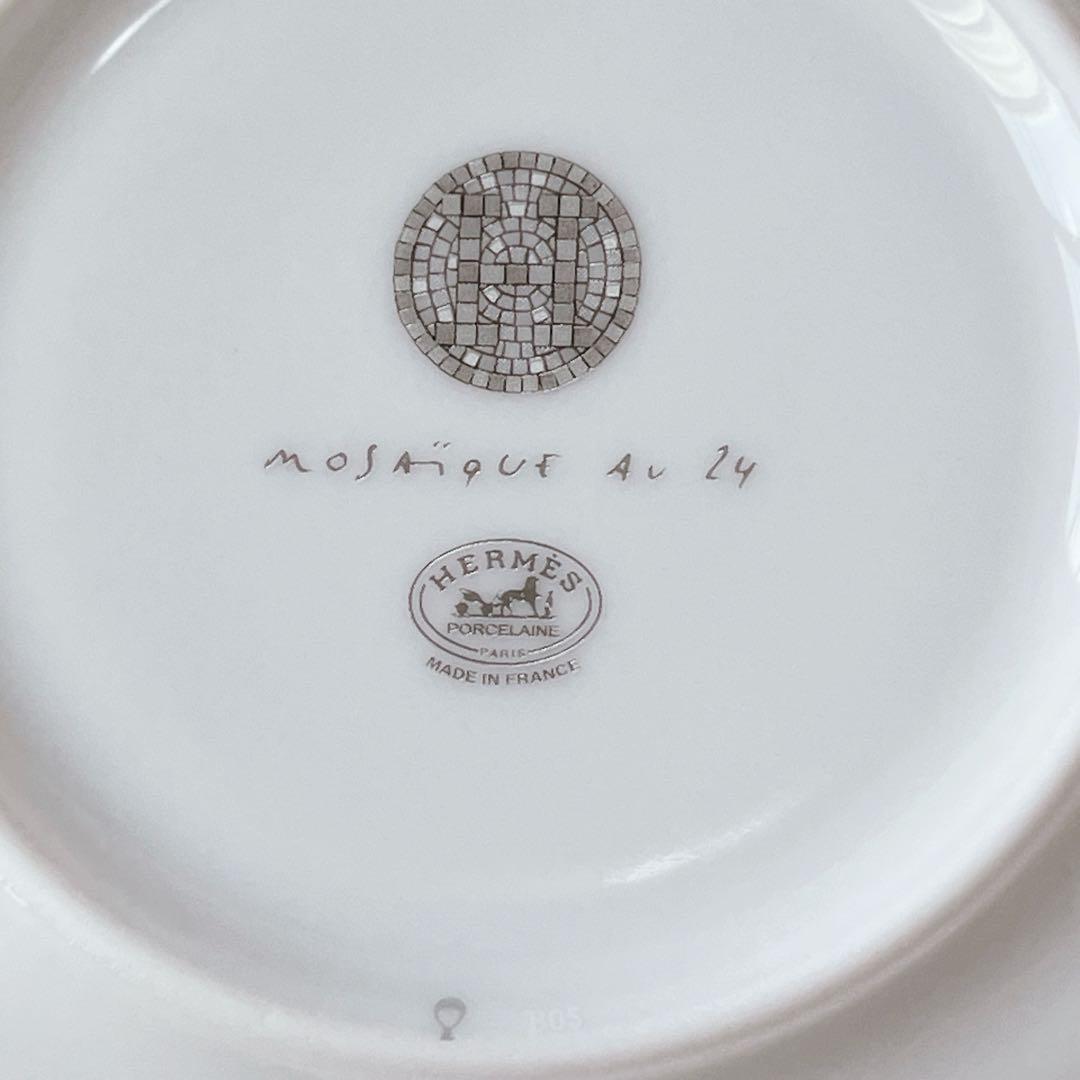 H
MOSAÏQUE AU 24
HERMÈS
PORCELAINE
PARIS
MADE IN FRANCE